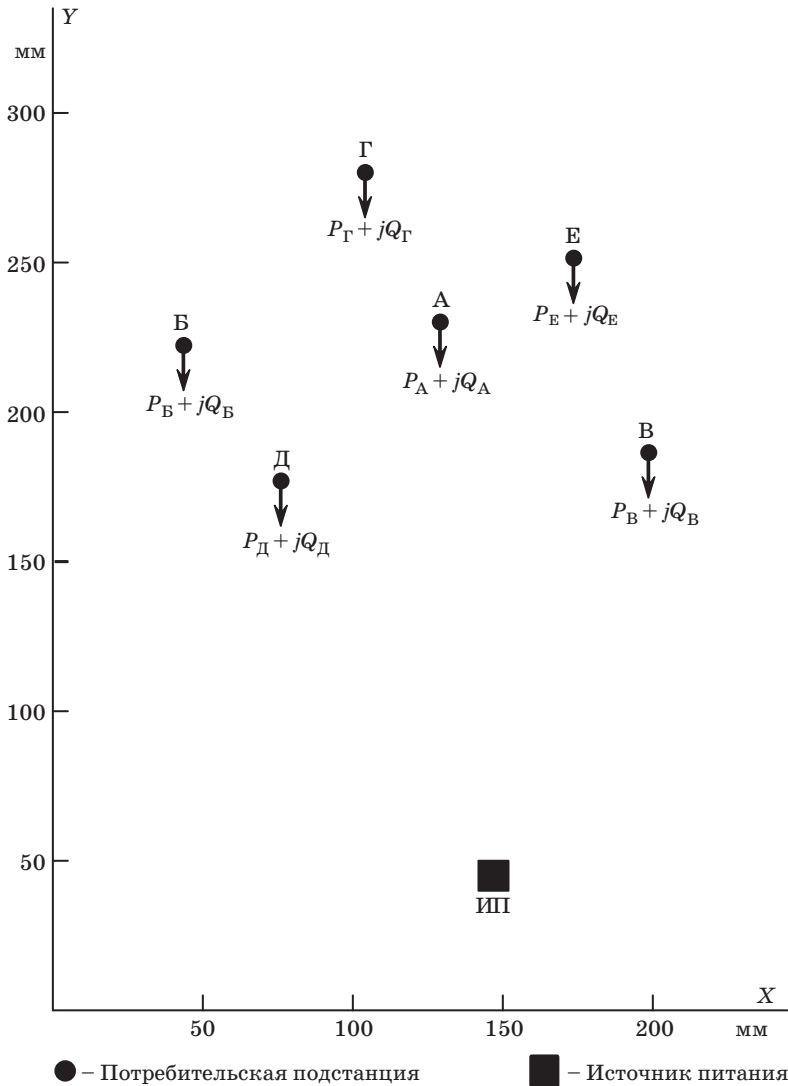 Y
мм
300
Г
P_Г + jQ_Г
250
Е
P_Е + jQ_Е
А
P_А + jQ_А
Б
P_Б + jQ_Б
200
В
P_В + jQ_В
Д
P_Д + jQ_Д
150
100
50
ИП
X
50 100 150 200 мм
– Потребительская подстанция – Источник питания